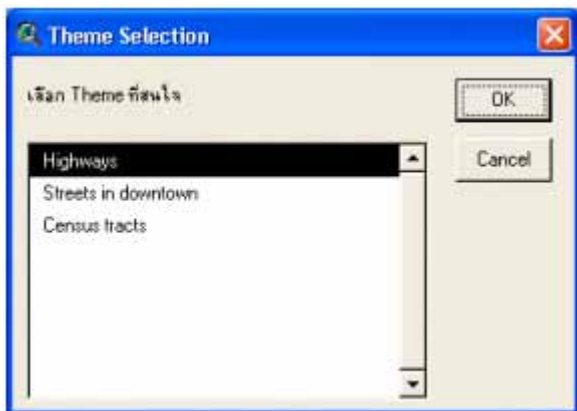 Theme Selection
เลือก Theme ที่สนใจ
OK
Highways
Cancel
Streets in downtown
Census tracts